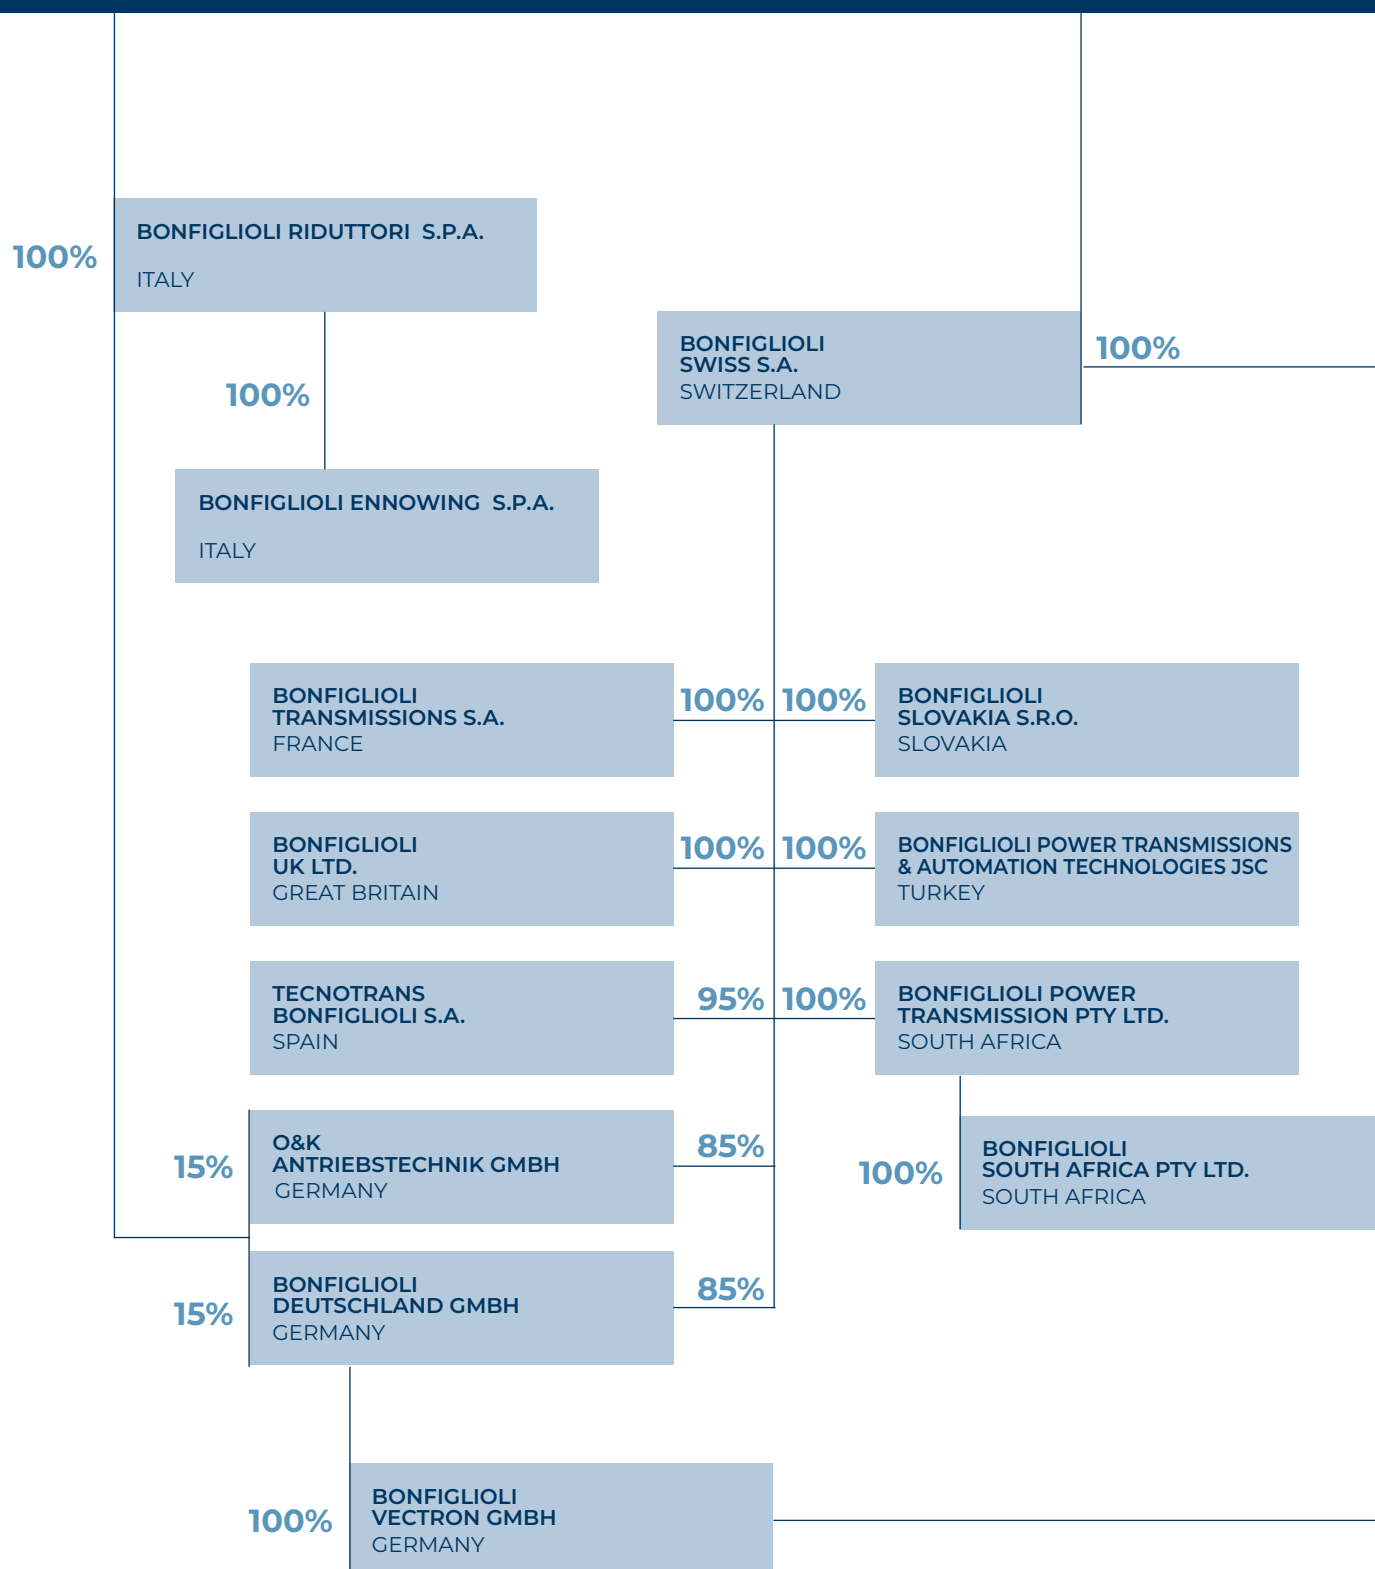 BONFIGLIOLI RIDUTTORI S.P.A.
100%
ITALY
BONFIGLIOLI
SWISS S.A.
SWITZERLAND
100%
100%
BONFIGLIOLI ENNOWING S.P.A.
ITALY
BONFIGLIOLI
TRANSMISSIONS S.A.
FRANCE
100% 100%
BONFIGLIOLI
SLOVAKIA S.R.O.
SLOVAKIA
BONFIGLIOLI
UK LTD.
GREAT BRITAIN
100% 100%
BONFIGLIOLI POWER TRANSMISSIONS
& AUTOMATION TECHNOLOGIES JSC
TURKEY
TECNOTRANS
BONFIGLIOLI S.A.
SPAIN
95% 100%
BONFIGLIOLI POWER
TRANSMISSION PTY LTD.
SOUTH AFRICA
15%
O&K
ANTRIEBSTECHNIK GMBH
GERMANY
85%
100%
BONFIGLIOLI
SOUTH AFRICA PTY LTD.
SOUTH AFRICA
15%
BONFIGLIOLI
DEUTSCHLAND GMBH
GERMANY
85%
100%
BONFIGLIOLI
VECTRON GMBH
GERMANY